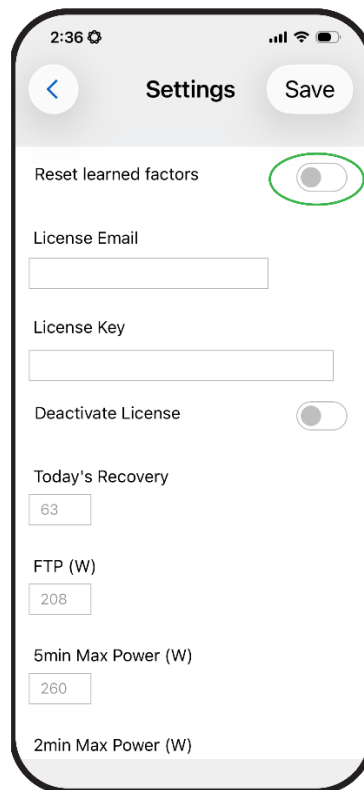 2:36
Settings
Save
Reset learned factors
License Email
License Key
Deactivate License
Today's Recovery
63
FTP (W)
208
5min Max Power (W)
260
2min Max Power (W)